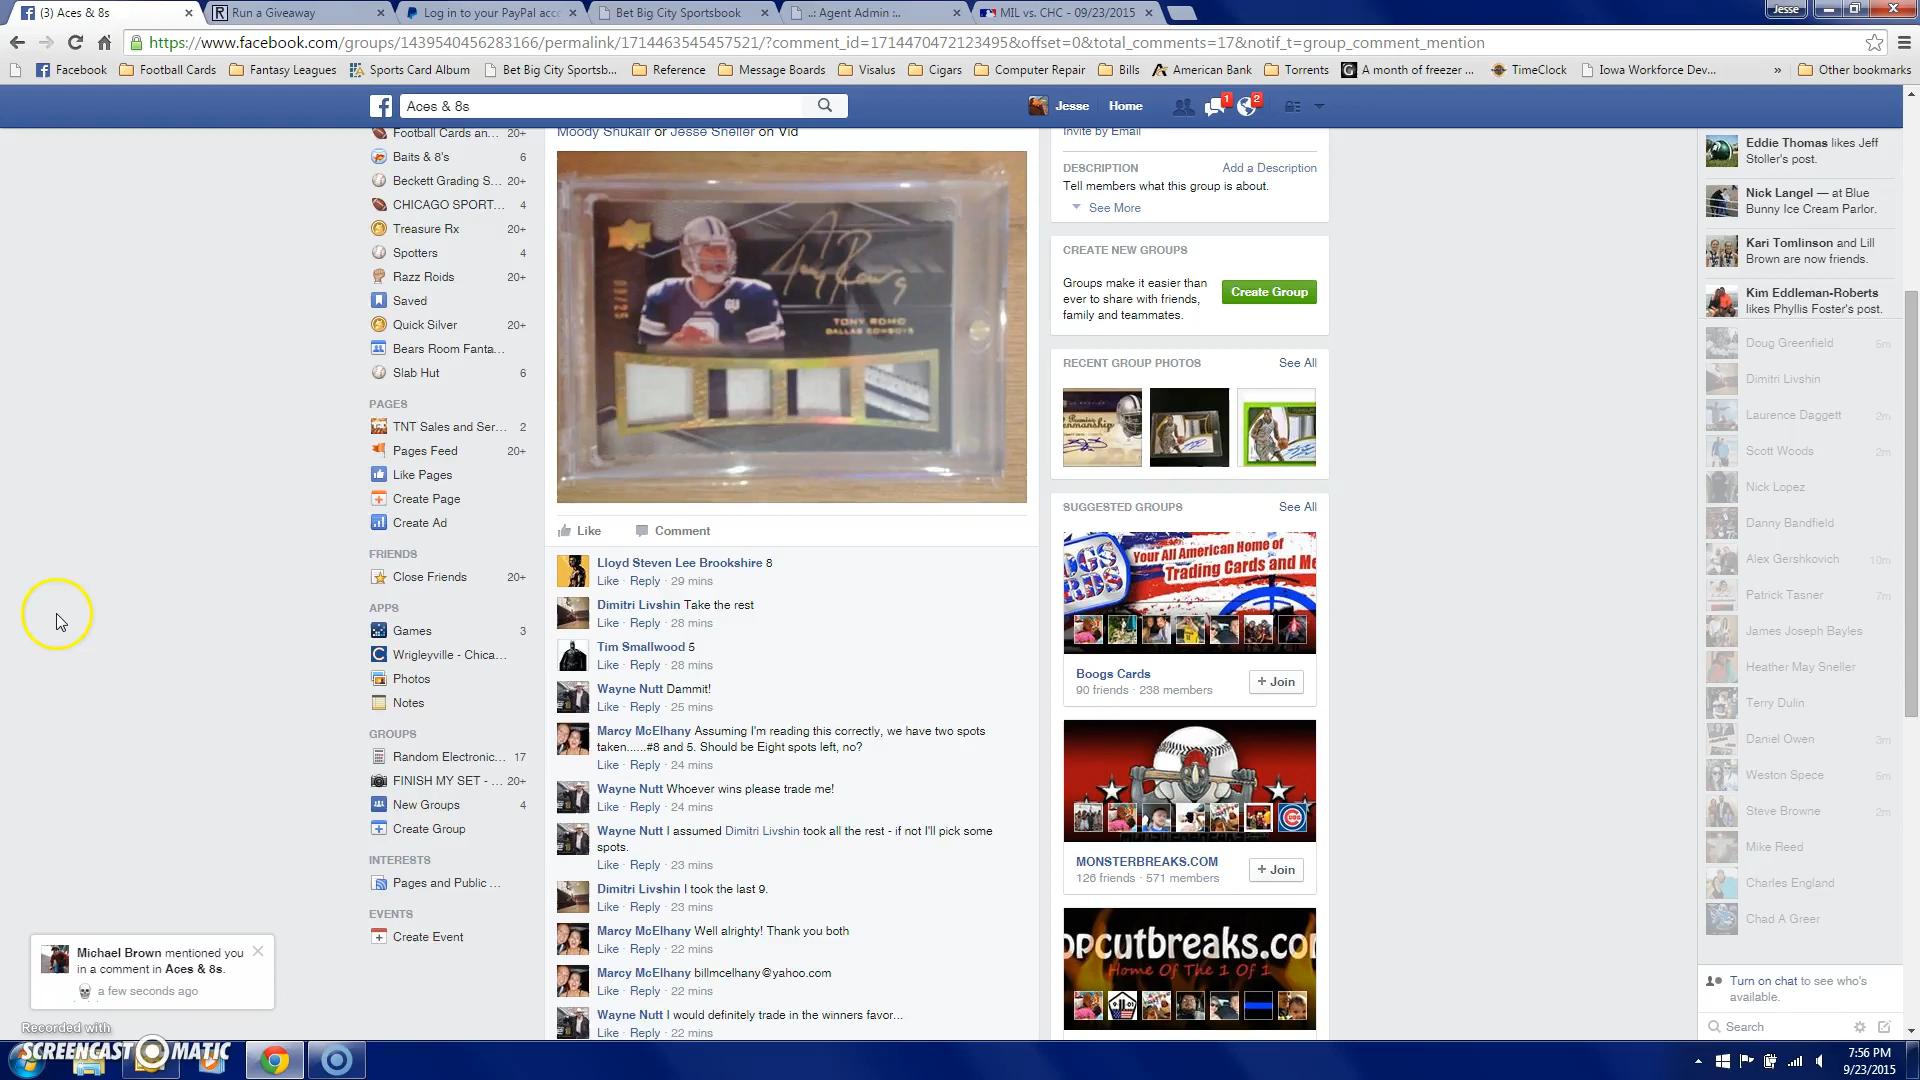 (3) Aces & 8s
Run a Giveaway
Log in to your PayPal acc
Bet Big City Sportsbook
..: Agent Admin :..
MIL vs. CHC - 09/23/2015
Jesse
https://www.facebook.com/groups/1439540456283166/permalink/1714463545457521/?comment_id=1714470472123495&offset=0&total_comments=17&notif_t=group_comment_mention
Facebook
Football Cards
Fantasy Leagues
Sports Card Album
Bet Big City Sportsb...
Reference
Message Boards
Visalus
Cigars
Computer Repair
Bills
American Bank
Torrents
A month of freezer ...
TimeClock
Iowa Workforce Dev...
»
Other bookmarks
Aces & 8s
Jesse
Home
1
2
Football Cards an... 20+
Baits & 8's 6
Beckett Grading S... 20+
CHICAGO SPORT... 4
Treasure Rx 20+
Spotters 4
Razz Roids 20+
Saved
Quick Silver 20+
Bears Room Fanta...
Slab Hut 6
PAGES
TNT Sales and Ser... 2
Pages Feed 20+
Like Pages
Create Page
Create Ad
FRIENDS
Close Friends 20+
APPS
Games 3
Wrigleyville - Chica...
Photos
Notes
GROUPS
Random Electronic... 17
FINISH MY SET - ... 20+
New Groups 4
Create Group
INTERESTS
Pages and Public ...
EVENTS
Create Event
Moody Shukair or Jesse Sneller on Vid
TONY ROMO
DALLAS COWBOYS
Like
Comment
Lloyd Steven Lee Brookshire 8
Like · Reply · 29 mins
Dimitri Livshin Take the rest
Like · Reply · 28 mins
Tim Smallwood 5
Like · Reply · 28 mins
Wayne Nutt Dammit!
Like · Reply · 25 mins
Marcy McElhany Assuming I'm reading this correctly, we have two spots
taken......#8 and 5. Should be Eight spots left, no?
Like · Reply · 24 mins
Wayne Nutt Whoever wins please trade me!
Like · Reply · 24 mins
Wayne Nutt I assumed Dimitri Livshin took all the rest - if not I'll pick some
spots.
Like · Reply · 23 mins
Dimitri Livshin I took the last 9.
Like · Reply · 23 mins
Marcy McElhany Well alrighty! Thank you both
Like · Reply · 22 mins
Marcy McElhany billmcelhany@yahoo.com
Like · Reply · 22 mins
Wayne Nutt I would definitely trade in the winners favor...
Like · Reply · 22 mins
Invite by Email
DESCRIPTION
Add a Description
Tell members what this group is about.
See More
CREATE NEW GROUPS
Groups make it easier than
ever to share with friends,
family and teammates.
Create Group
RECENT GROUP PHOTOS
See All
SUGGESTED GROUPS
See All
Your All American Home of
Trading Cards and Me
Boogs Cards
90 friends · 238 members
+ Join
MONSTERBREAKS.COM
126 friends · 571 members
+ Join
opcutbreaks.co
Home Of The 1 Of 1
Eddie Thomas likes Jeff
Stoller's post.
Nick Langel — at Blue
Bunny Ice Cream Parlor.
Kari Tomlinson and Lill
Brown are now friends.
Kim Eddleman-Roberts
likes Phyllis Foster's post.
Doug Greenfield 5m
Dimitri Livshin
Laurence Daggett 2m
Scott Woods 2m
Nick Lopez
Danny Bandfield
Alex Gershkovich 10m
Patrick Tasner 7m
James Joseph Bayles
Heather May Sneller
Terry Dulin
Daniel Owen 3m
Weston Spece 5m
Steve Browne 2m
Mike Reed
Charles England
Chad A Greer
Turn on chat to see who's
available.
Search
Michael Brown mentioned you
in a comment in Aces & 8s.
a few seconds ago
Recorded with
SCREENCAST O MATIC
7:56 PM
9/23/2015